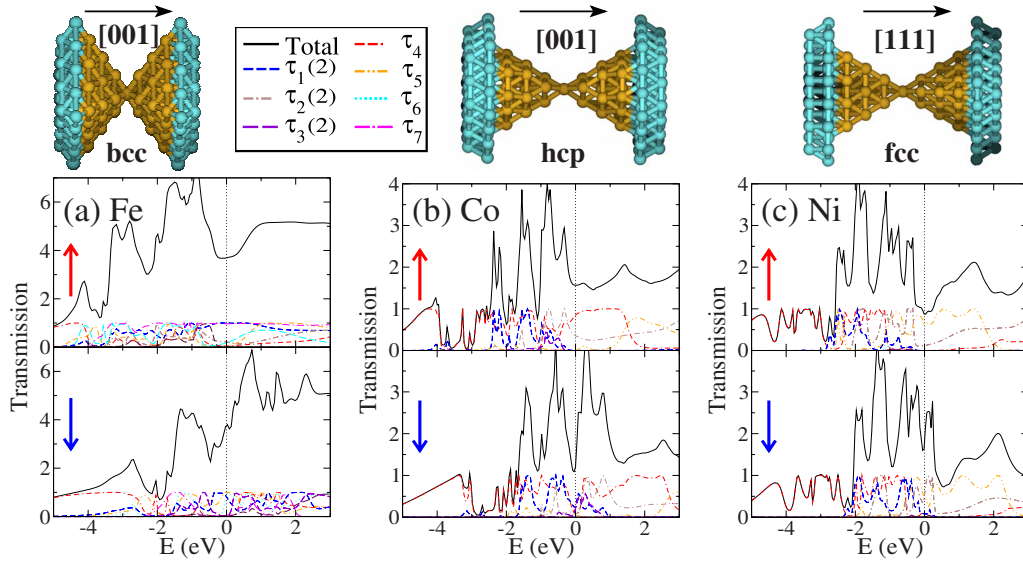 [001]
bcc
Total
τ1(2)
τ2(2)
τ3(2)
τ4
τ5
τ6
τ7
[001]
hcp
[111]
fcc
(a) Fe
(b) Co
(c) Ni
Transmission
6
4
2
0
6
4
2
0
-4 -2 0 2
E (eV)
Transmission
4
3
2
1
0
3
2
1
0
-4 -2 0 2
E (eV)
Transmission
4
3
2
1
0
3
2
1
0
-4 -2 0 2
E (eV)